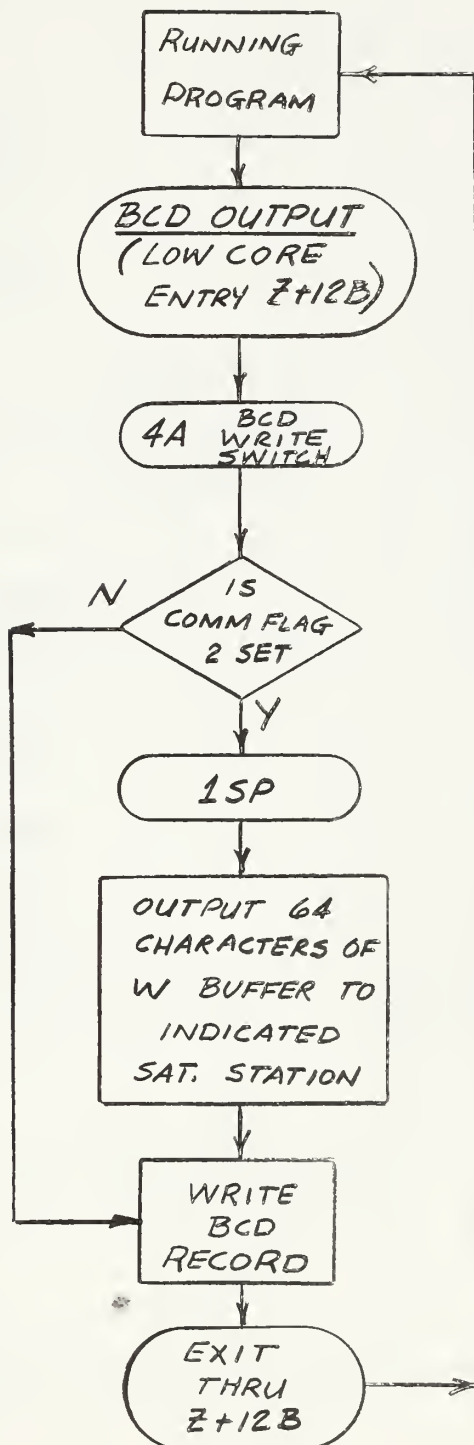 RUNNING
PROGRAM
BCD OUTPUT
(LOW CORE
ENTRY Z+12B)
4A BCD
WRITE
SWITCH
N
IS
COMM FLAG
2 SET
Y
1SP
OUTPUT 64
CHARACTERS OF
W BUFFER TO
INDICATED
SAT. STATION
WRITE
BCD
RECORD
EXIT
THRU
Z+12B